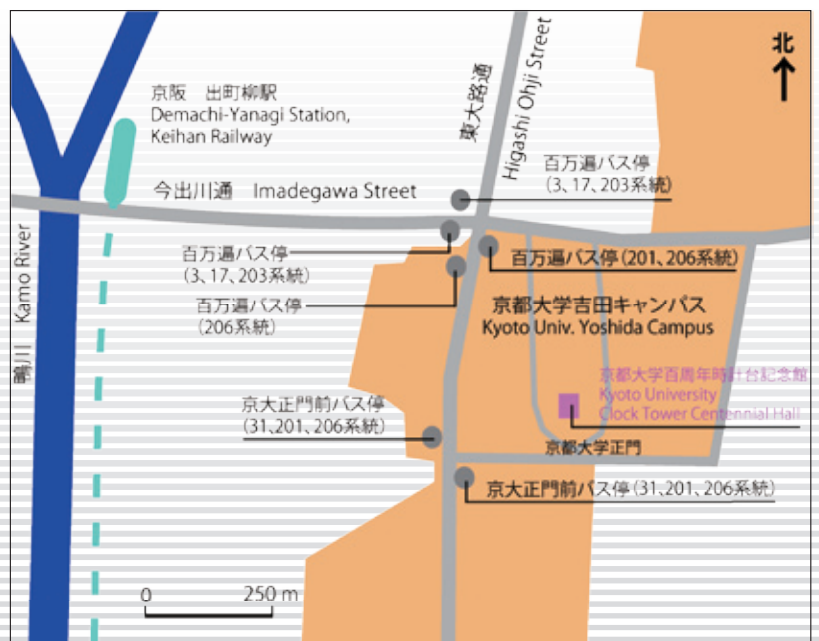 北
京阪　出町柳駅
Demachi-Yanagi Station,
Keihan Railway
東大路通
Higashi Ohji Street
百万遍バス停
（3、17、203系統）
今出川通　Imadegawa Street
鴨川　Kamo River
百万遍バス停
（3、17、203系統）
百万遍バス停（201、206系統）
百万遍バス停
（206系統）
京都大学吉田キャンパス
Kyoto Univ. Yoshida Campus
京都大学百周年時計台記念館
Kyoto University
Clock Tower Centennial Hall
京大正門前バス停
（31、201、206系統）
京都大学正門
京大正門前バス停（31、201、206系統）
0 250 m